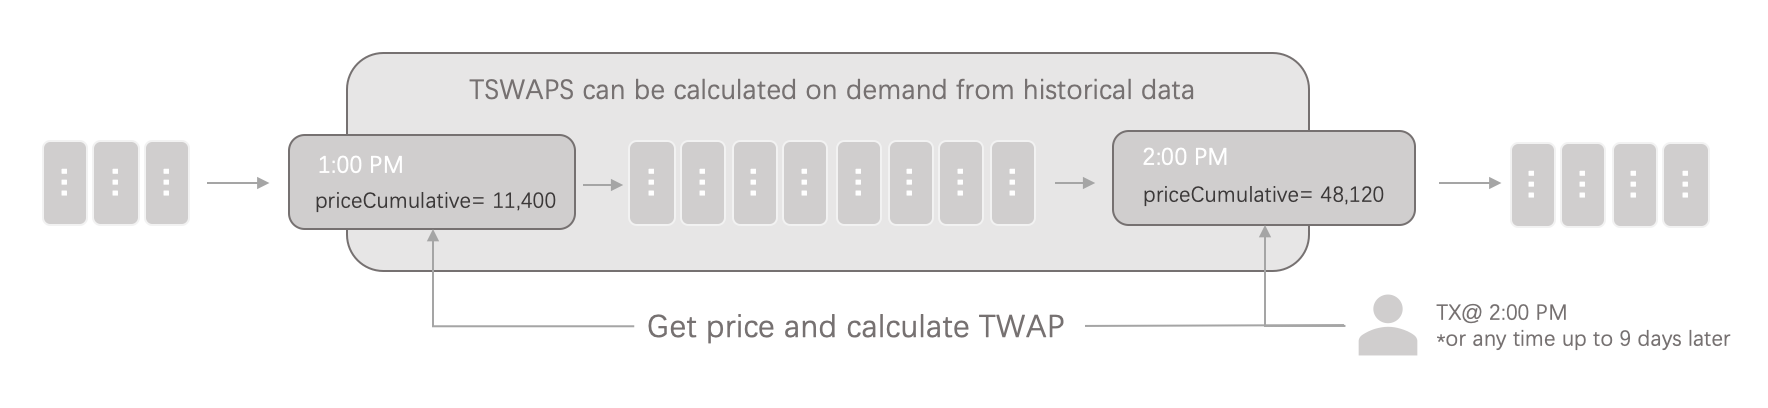 TSWAPS can be calculated on demand from historical data
1:00 PM
priceCumulative= 11,400
2:00 PM
priceCumulative= 48,120
Get price and calculate TWAP
TX@ 2:00 PM
*or any time up to 9 days later